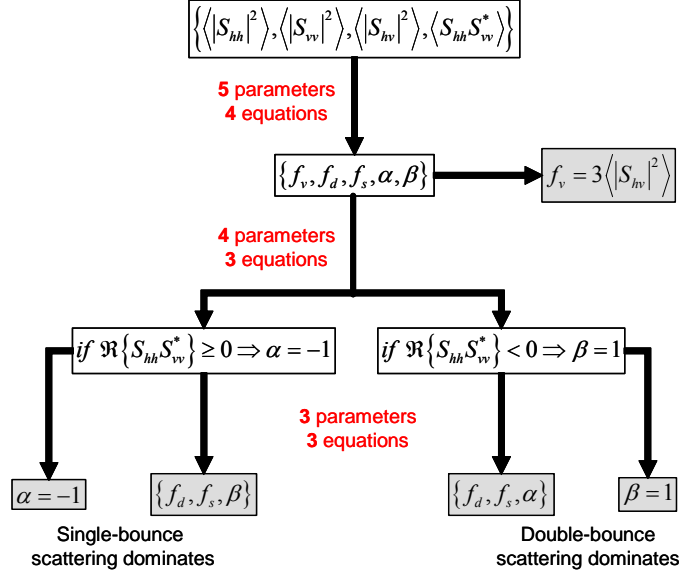 {⟨|S_hh|²⟩,⟨|S_vv|²⟩,⟨|S_hv|²⟩,⟨S_hh S_vv^*⟩}
5 parameters
4 equations
{f_v, f_d, f_s, α, β}
f_v = 3⟨|S_hv|²⟩
4 parameters
3 equations
if ℜ{S_hh S_vv^*} ≥ 0 ⇒ α = −1
if ℜ{S_hh S_vv^*} < 0 ⇒ β = 1
3 parameters
3 equations
α = −1
{f_d, f_s, β}
{f_d, f_s, α}
β = 1
Single-bounce
scattering dominates
Double-bounce
scattering dominates